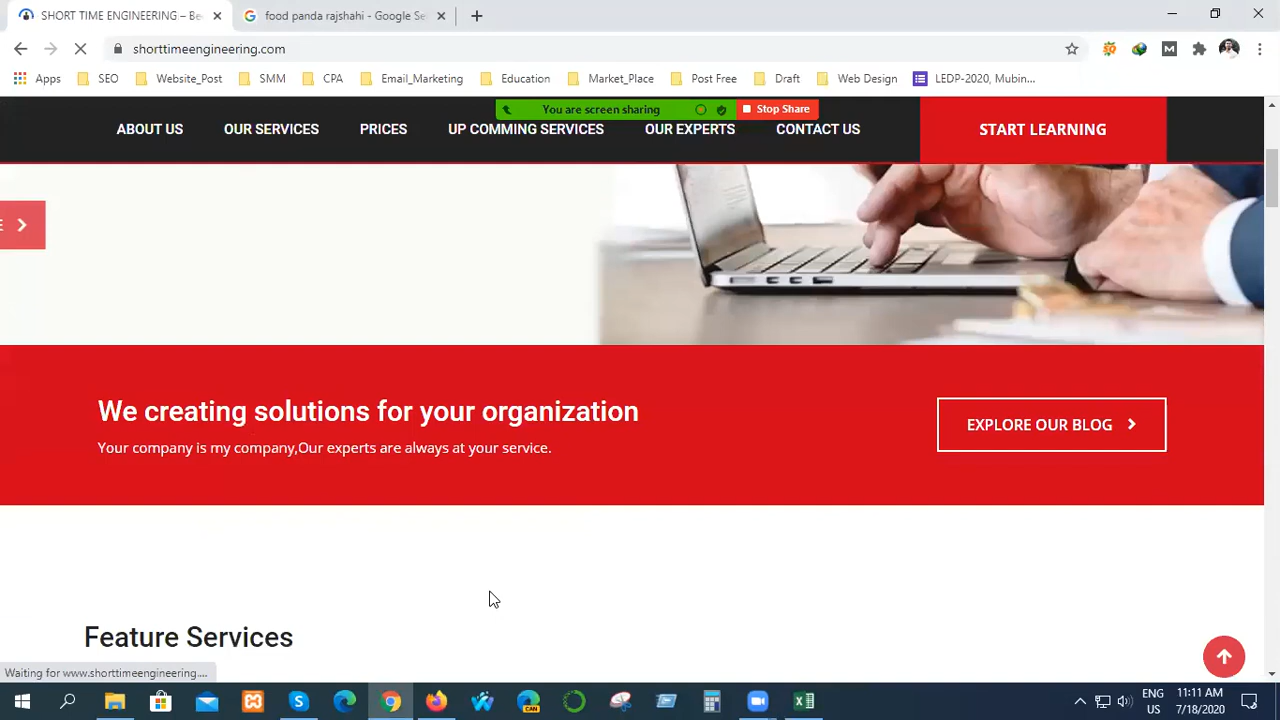 SHORT TIME ENGINEERING – Be
food panda rajshahi - Google Se
shorttimeengineering.com
Apps SEO Website_Post SMM CPA Email_Marketing Education Market_Place Post Free Draft Web Design LEDP-2020, Mubin...
You are screen sharing Stop Share
ABOUT US OUR SERVICES PRICES UP COMMING SERVICES OUR EXPERTS CONTACT US START LEARNING
E
We creating solutions for your organization
Your company is my company,Our experts are always at your service.
EXPLORE OUR BLOG
Feature Services
Waiting for www.shorttimeengineering....
CAN
ENG
US
11:11 AM
7/18/2020